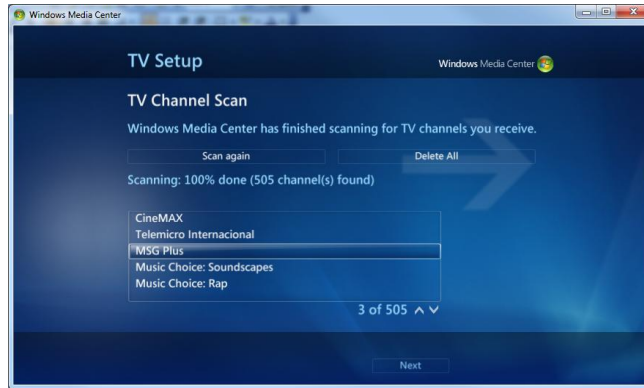 Windows Media Center
TV Setup
Windows Media Center
TV Channel Scan
Windows Media Center has finished scanning for TV channels you receive.
Scan again
Delete All
Scanning: 100% done (505 channel(s) found)
CineMAX
Telemicro Internacional
MSG Plus
Music Choice: Soundscapes
Music Choice: Rap
3 of 505
Next